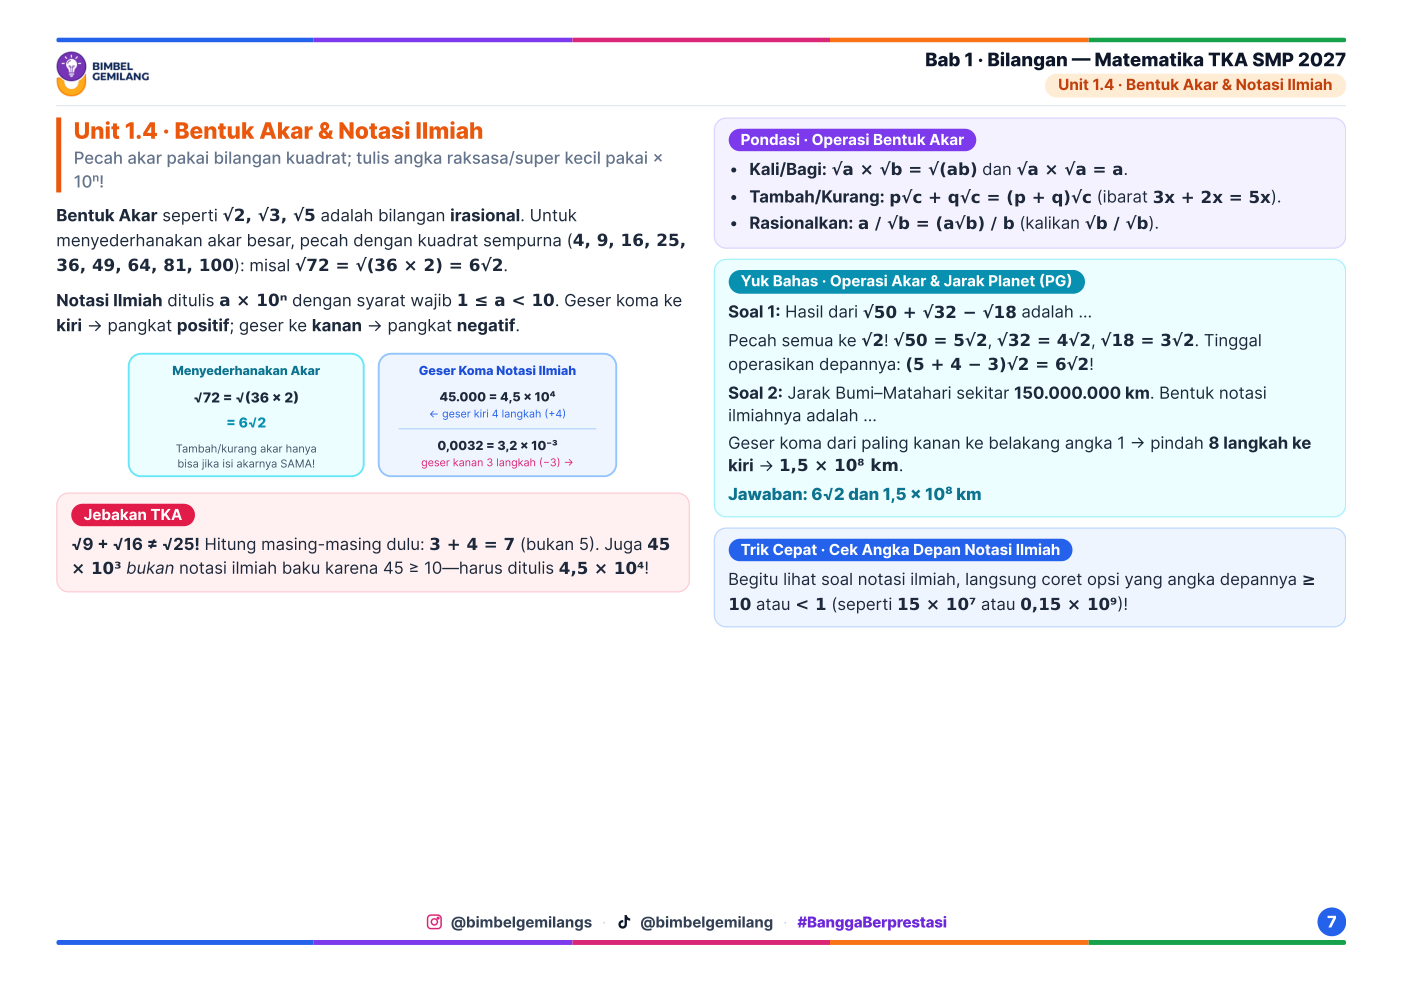 BIMBEL
GEMILANG
Bab 1 · Bilangan — Matematika TKA SMP 2027
Unit 1.4 · Bentuk Akar & Notasi Ilmiah
Unit 1.4 · Bentuk Akar & Notasi Ilmiah
Pecah akar pakai bilangan kuadrat; tulis angka raksasa/super kecil pakai ×
10ⁿ!
Bentuk Akar seperti √2, √3, √5 adalah bilangan irasional. Untuk
menyederhanakan akar besar, pecah dengan kuadrat sempurna (4, 9, 16, 25,
36, 49, 64, 81, 100): misal √72 = √(36 × 2) = 6√2.
Notasi Ilmiah ditulis a × 10ⁿ dengan syarat wajib 1 ≤ a < 10. Geser koma ke
kiri → pangkat positif; geser ke kanan → pangkat negatif.
Menyederhanakan Akar
√72 = √(36 × 2)
= 6√2
Tambah/kurang akar hanya
bisa jika isi akarnya SAMA!
Geser Koma Notasi Ilmiah
45.000 = 4,5 × 10⁴
← geser kiri 4 langkah (+4)
0,0032 = 3,2 × 10⁻³
geser kanan 3 langkah (−3) →
Jebakan TKA
√9 + √16 ≠ √25! Hitung masing-masing dulu: 3 + 4 = 7 (bukan 5). Juga 45
× 10³ bukan notasi ilmiah baku karena 45 ≥ 10—harus ditulis 4,5 × 10⁴!
Pondasi · Operasi Bentuk Akar
• Kali/Bagi: √a × √b = √(ab) dan √a × √a = a.
• Tambah/Kurang: p√c + q√c = (p + q)√c (ibarat 3x + 2x = 5x).
• Rasionalkan: a / √b = (a√b) / b (kalikan √b / √b).
Yuk Bahas · Operasi Akar & Jarak Planet (PG)
Soal 1: Hasil dari √50 + √32 − √18 adalah ...
Pecah semua ke √2! √50 = 5√2, √32 = 4√2, √18 = 3√2. Tinggal
operasikan depannya: (5 + 4 − 3)√2 = 6√2!
Soal 2: Jarak Bumi–Matahari sekitar 150.000.000 km. Bentuk notasi
ilmiahnya adalah ...
Geser koma dari paling kanan ke belakang angka 1 → pindah 8 langkah ke
kiri → 1,5 × 10⁸ km.
Jawaban: 6√2 dan 1,5 × 10⁸ km
Trik Cepat · Cek Angka Depan Notasi Ilmiah
Begitu lihat soal notasi ilmiah, langsung coret opsi yang angka depannya ≥
10 atau < 1 (seperti 15 × 10⁷ atau 0,15 × 10⁹)!
@bimbelgemilangs · @bimbelgemilang · #BanggaBerprestasi
7